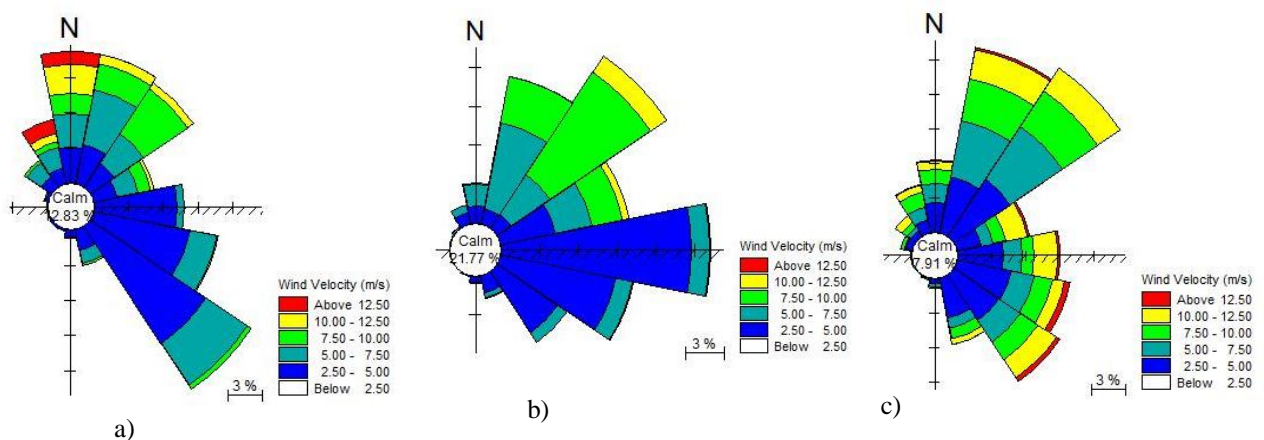 N
Calm
12.83 %
Wind Velocity (m/s)
Above 12.50
10.00 - 12.50
7.50 - 10.00
5.00 - 7.50
2.50 - 5.00
Below 2.50
3 %
a)
N
Calm
21.77 %
Wind Velocity (m/s)
Above 12.50
10.00 - 12.50
7.50 - 10.00
5.00 - 7.50
2.50 - 5.00
Below 2.50
3 %
b)
N
Calm
7.91 %
Wind Velocity (m/s)
Above 12.50
10.00 - 12.50
7.50 - 10.00
5.00 - 7.50
2.50 - 5.00
Below 2.50
3 %
c)